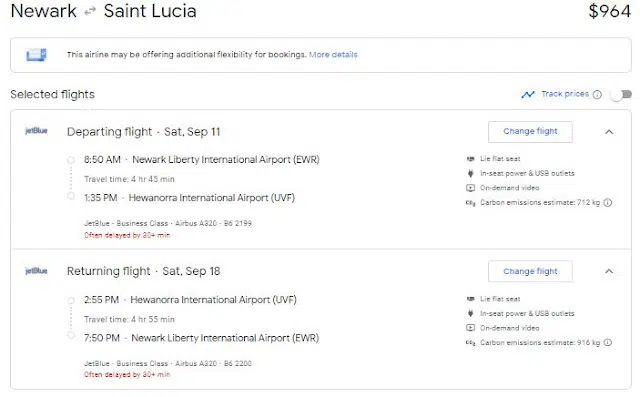 Newark Saint Lucia $964
This airline may be offering additional flexibility for bookings. More details
Selected flights Track prices
jetBlue Departing flight · Sat, Sep 11 Change flight
8:50 AM · Newark Liberty International Airport (EWR)
Travel time: 4 hr 45 min
1:35 PM · Hewanorra International Airport (UVF)
JetBlue · Business Class · Airbus A320 · B6 2199
Often delayed by 30+ min
Lie flat seat
In-seat power & USB outlets
On-demand video
CO2 Carbon emissions estimate: 712 kg
jetBlue Returning flight · Sat, Sep 18 Change flight
2:55 PM · Hewanorra International Airport (UVF)
Travel time: 4 hr 55 min
7:50 PM · Newark Liberty International Airport (EWR)
JetBlue · Business Class · Airbus A320 · B6 2200
Often delayed by 30+ min
Lie flat seat
In-seat power & USB outlets
On-demand video
CO2 Carbon emissions estimate: 916 kg